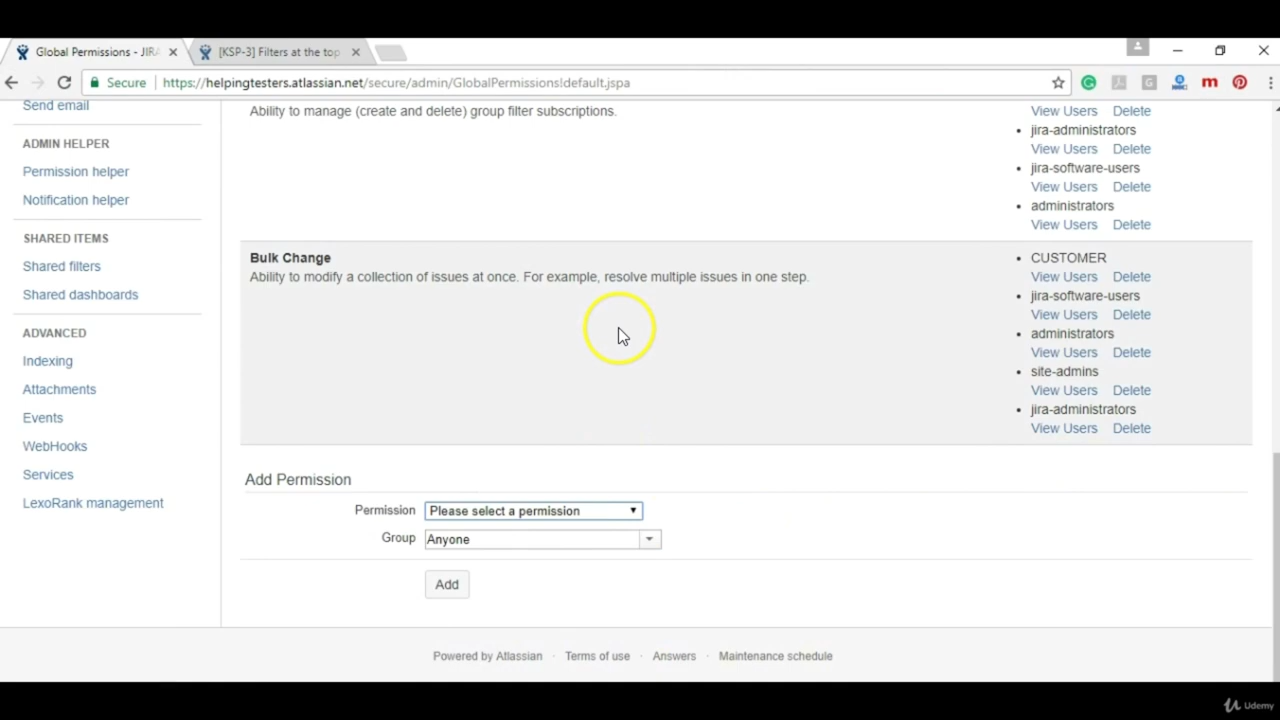 Global Permissions - JIRA
[KSP-3] Filters at the top
Secure
https://helpingtesters.atlassian.net/secure/admin/GlobalPermissions!default.jspa
Send email
ADMIN HELPER
Permission helper
Notification helper
SHARED ITEMS
Shared filters
Shared dashboards
ADVANCED
Indexing
Attachments
Events
WebHooks
Services
LexoRank management
Ability to manage (create and delete) group filter subscriptions.
View Users Delete
jira-administrators
View Users Delete
jira-software-users
View Users Delete
administrators
View Users Delete
Bulk Change
Ability to modify a collection of issues at once. For example, resolve multiple issues in one step.
CUSTOMER
View Users Delete
jira-software-users
View Users Delete
administrators
View Users Delete
site-admins
View Users Delete
jira-administrators
View Users Delete
Add Permission
Permission Please select a permission
Group Anyone
Add
Powered by Atlassian · Terms of use · Answers · Maintenance schedule
Udemy